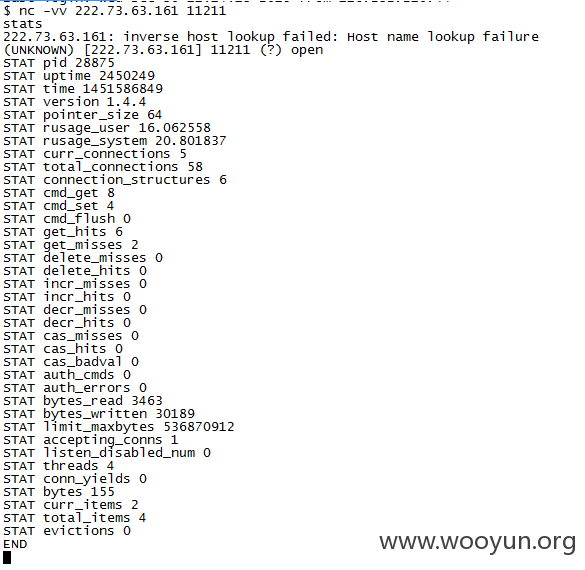 $ nc -vv 222.73.63.161 11211
stats
222.73.63.161: inverse host lookup failed: Host name lookup failure
(UNKNOWN) [222.73.63.161] 11211 (?) open
STAT pid 28875
STAT uptime 2450249
STAT time 1451586849
STAT version 1.4.4
STAT pointer_size 64
STAT rusage_user 16.062558
STAT rusage_system 20.801837
STAT curr_connections 5
STAT total_connections 58
STAT connection_structures 6
STAT cmd_get 8
STAT cmd_set 4
STAT cmd_flush 0
STAT get_hits 6
STAT get_misses 2
STAT delete_misses 0
STAT delete_hits 0
STAT incr_misses 0
STAT incr_hits 0
STAT decr_misses 0
STAT decr_hits 0
STAT cas_misses 0
STAT cas_hits 0
STAT cas_badval 0
STAT auth_cmds 0
STAT auth_errors 0
STAT bytes_read 3463
STAT bytes_written 30189
STAT limit_maxbytes 536870912
STAT accepting_conns 1
STAT listen_disabled_num 0
STAT threads 4
STAT conn_yields 0
STAT bytes 155
STAT curr_items 2
STAT total_items 4
STAT evictions 0
END
www.wooyun.org